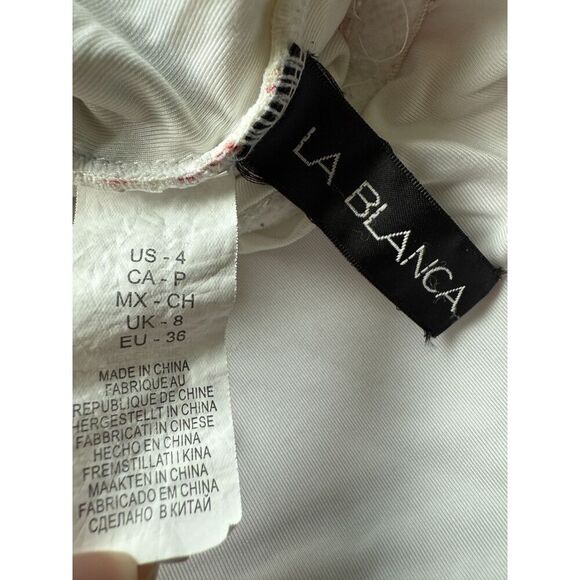 LA BLANCA
US - 4
CA - P
MX - CH
UK - 8
EU - 36
MADE IN CHINA
FABRIQUE AU
REPUBLIQUE DE CHINE
HERGESTELLT IN CHINA
FABBRICATI IN CINESE
HECHO EN CHINA
FREMSTILLATI I KINA
MAAKTEN IN CHINA
FABRICADO EM CHINA
СДЕЛАНО В КИТАЙ